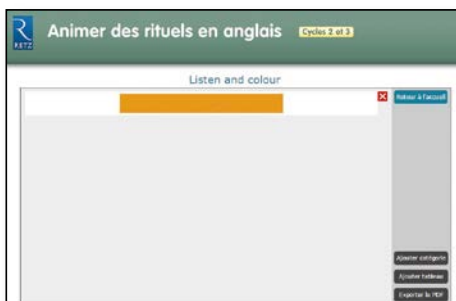 RETZ
Animer des rituels en anglais
Cycles 2 et 3
Listen and colour
Retour à l'accueil
Ajouter catégorie
Ajouter tableau
Exporter le PDF